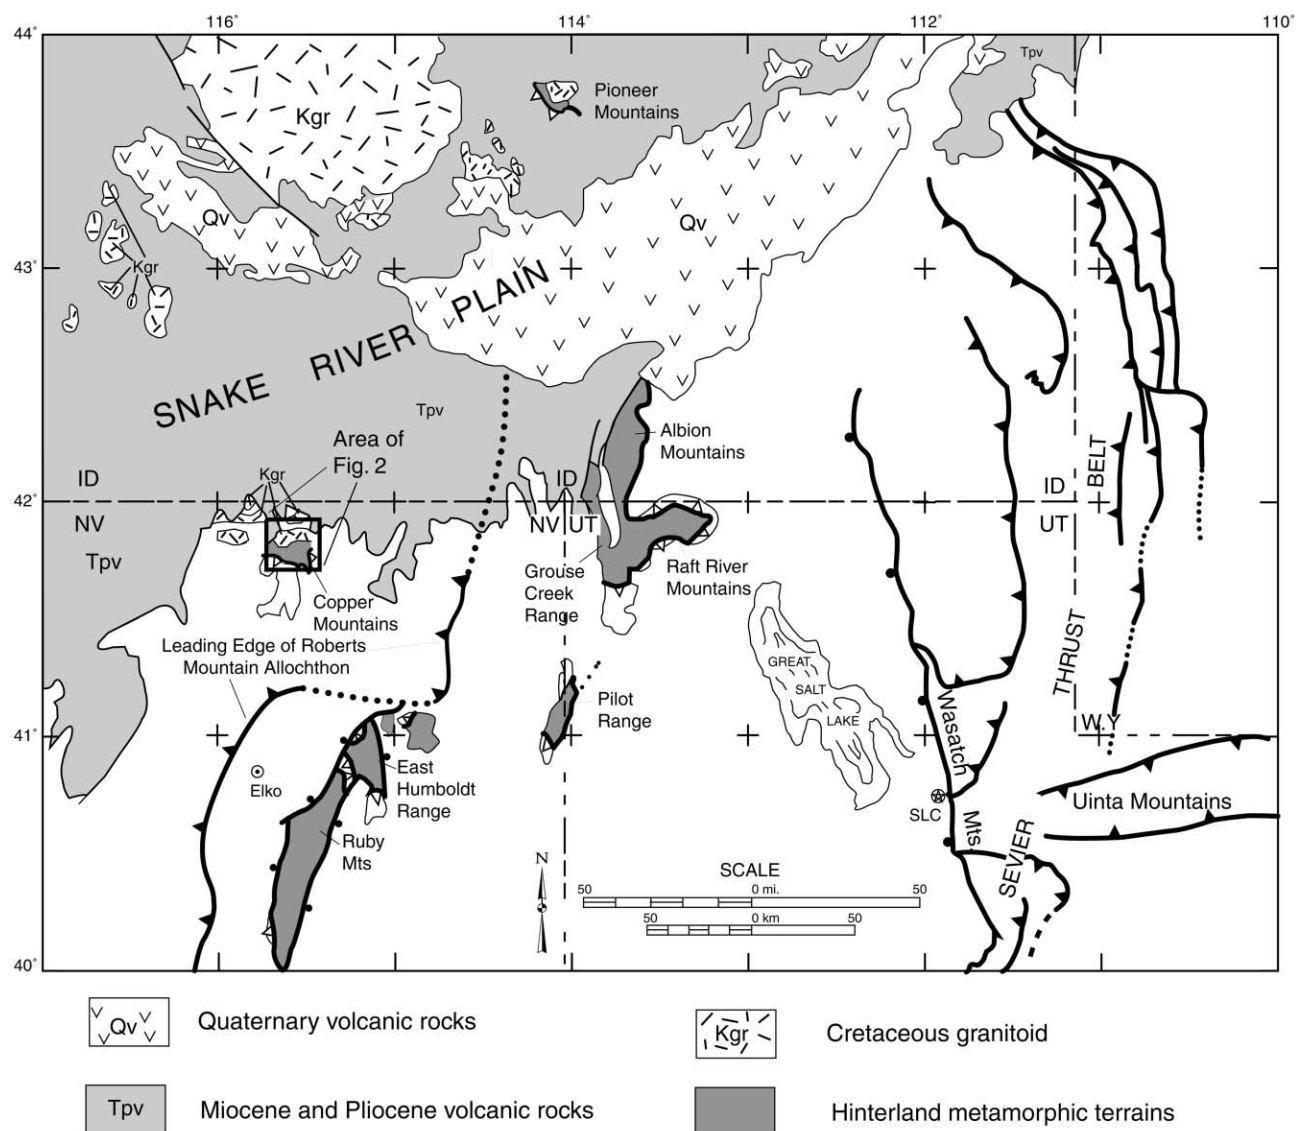 116°
114°
112°
110°
44°
Tpv
Pioneer
Mountains
Kgr
Qv
Qv
43°
Kgr
SNAKE RIVER PLAIN
Tpv
Area of
Fig. 2
Kgr
Albion
Mountains
BELT
ID
ID
ID
42°
NV
NV
UT
UT
Tpv
Raft River
Mountains
Grouse
Creek
Range
Copper
Mountains
Leading Edge of Roberts
Mountain Allochthon
THRUST
GREAT
SALT
LAKE
Pilot
Range
W.Y
41°
Wasatch
Elko
East
Humboldt
Range
SLC
Uinta Mountains
Mts
Ruby
Mts
SEVIER
N
SCALE
50 0 mi. 50
50 0 km 50
40°
Qv
Quaternary volcanic rocks
Kgr
Cretaceous granitoid
Tpv
Miocene and Pliocene volcanic rocks
Hinterland metamorphic terrains